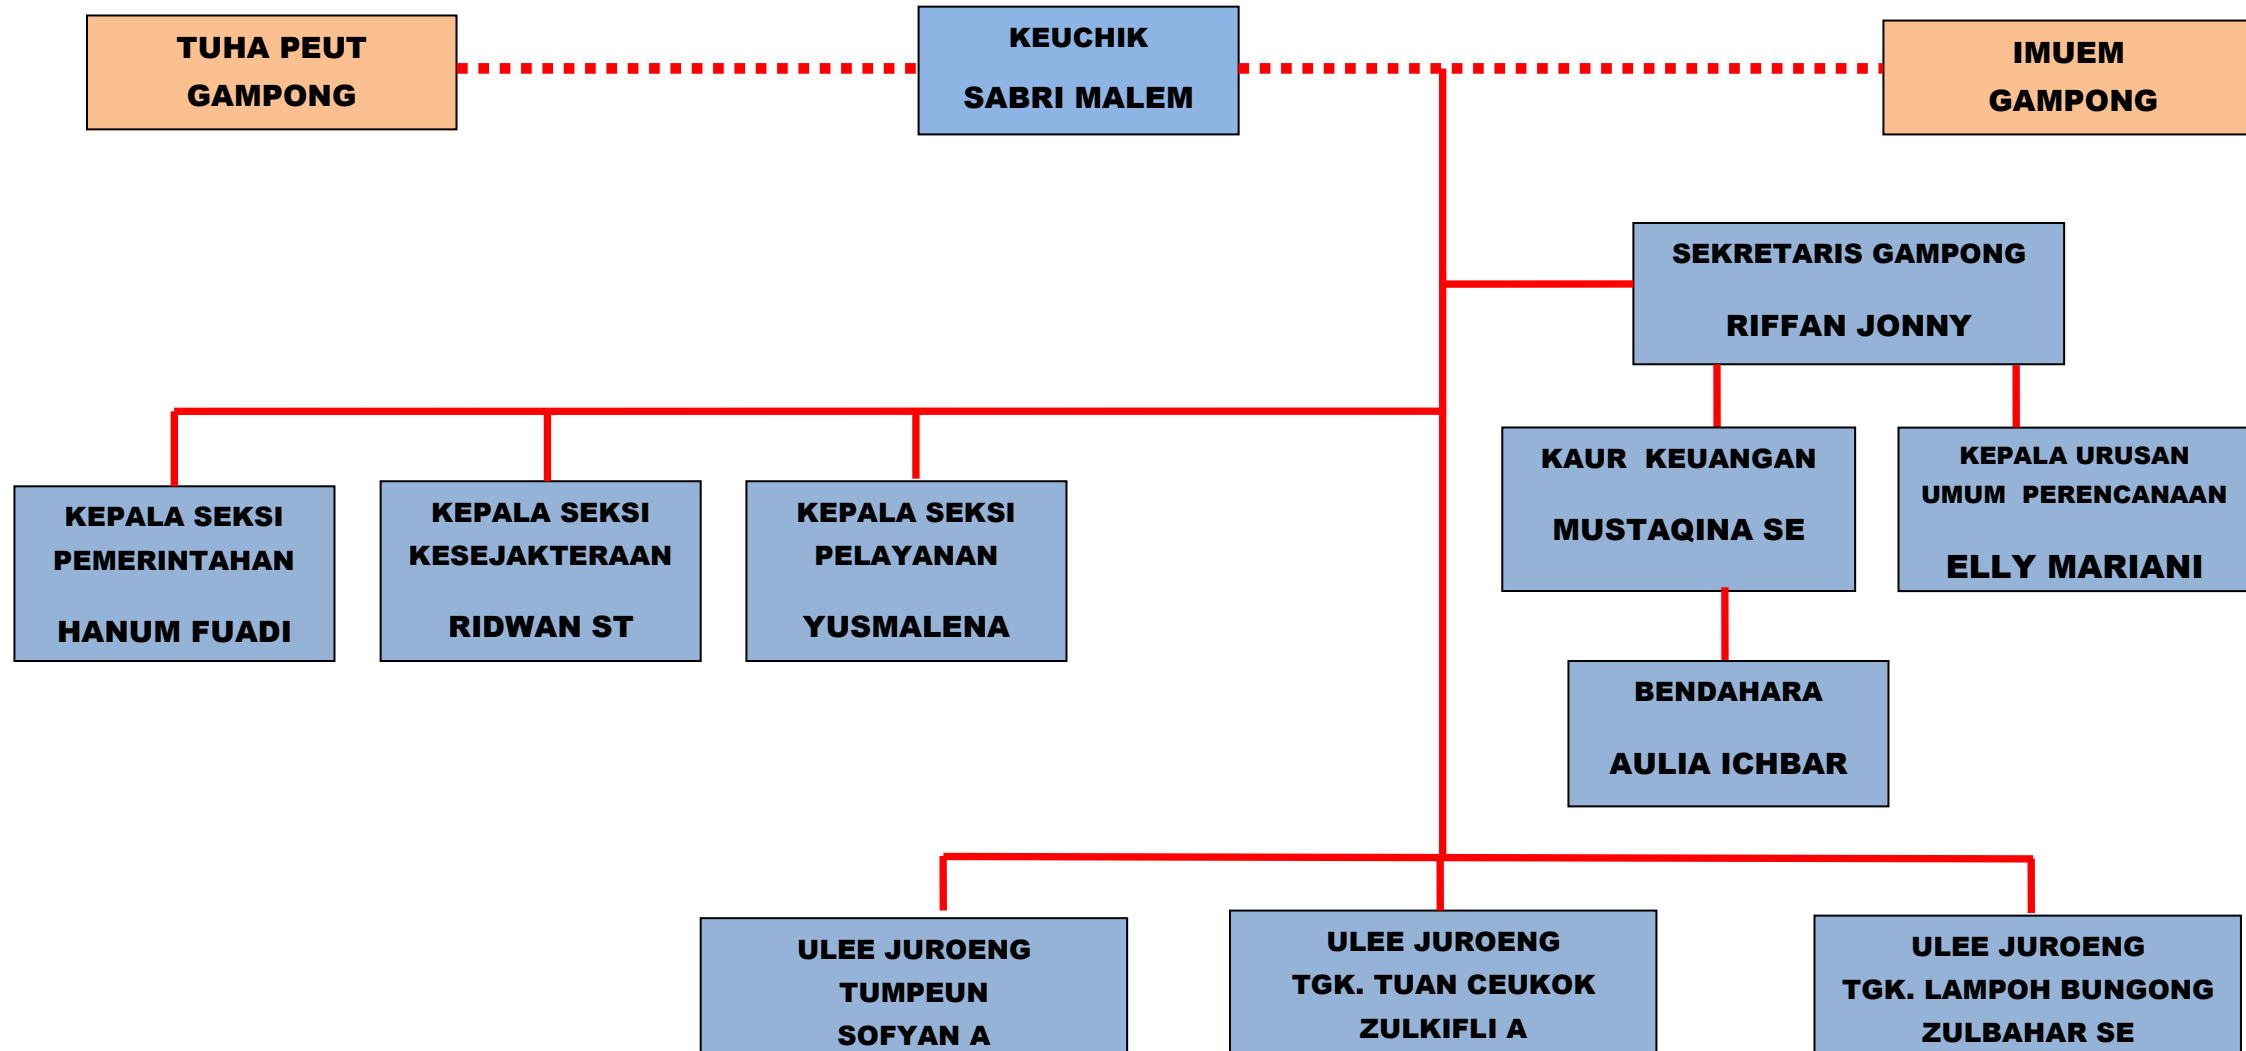 TUHA PEUT
GAMPONG
KEUCHIK
SABRI MALEM
IMUEM
GAMPONG
SEKRETARIS GAMPONG
RIFFAN JONNY
KAUR  KEUANGAN
MUSTAQINA SE
KEPALA URUSAN
UMUM  PERENCANAAN
ELLY MARIANI
KEPALA SEKSI
PEMERINTAHAN
HANUM FUADI
KEPALA SEKSI
KESEJAKTERAAN
RIDWAN ST
KEPALA SEKSI
PELAYANAN
YUSMALENA
BENDAHARA
AULIA ICHBAR
ULEE JUROENG
TUMPEUN
SOFYAN A
ULEE JUROENG
TGK. TUAN CEUKOK
ZULKIFLI A
ULEE JUROENG
TGK. LAMPOH BUNGONG
ZULBAHAR SE